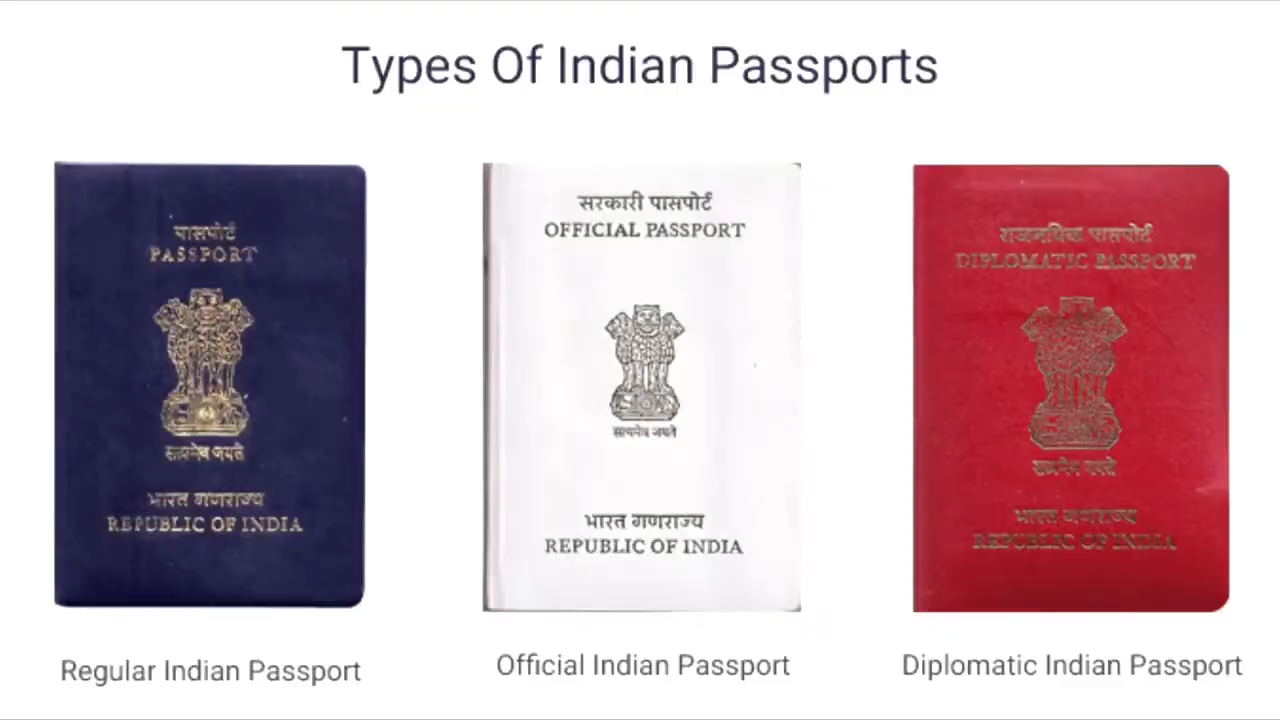 Types Of Indian Passports
पासपोर्ट
PASSPORT
सत्यमेव जयते
भारत गणराज्य
REPUBLIC OF INDIA
Regular Indian Passport
सरकारी पासपोर्ट
OFFICIAL PASSPORT
सत्यमेव जयते
भारत गणराज्य
REPUBLIC OF INDIA
Official Indian Passport
राजनयिक पासपोर्ट
DIPLOMATIC PASSPORT
सत्यमेव जयते
भारत गणराज्य
REPUBLIC OF INDIA
Diplomatic Indian Passport